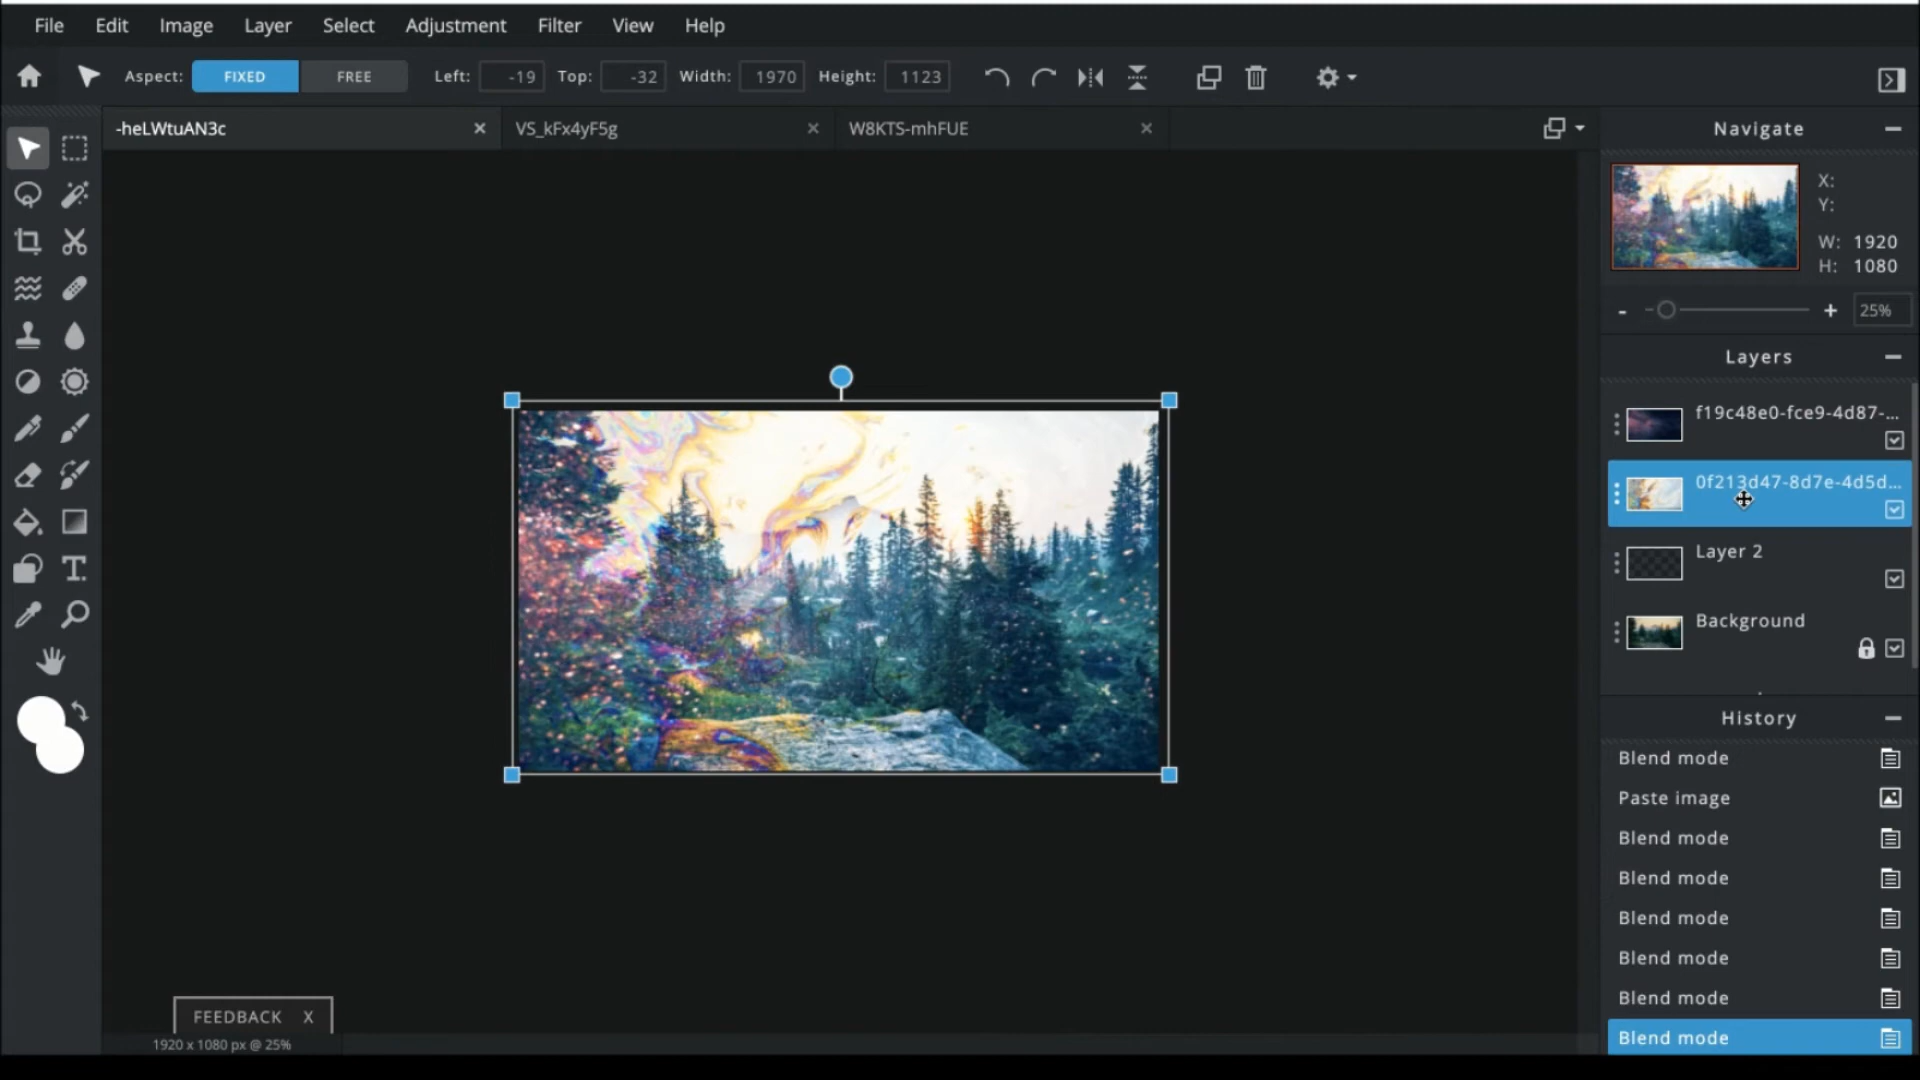 File Edit Image Layer Select Adjustment Filter View Help
Aspect: FIXED FREE Left: -19 Top: -32 Width: 1970 Height: 1123
-heLWtuAN3c VS_kFx4yF5g W8KTS-mhFUE
Navigate
X:
Y:
W: 1920
H: 1080
- + 25%
Layers
f19c48e0-fce9-4d87-...
0f213d47-8d7e-4d5d...
Layer 2
Background
History
Blend mode
Paste image
Blend mode
Blend mode
Blend mode
Blend mode
Blend mode
Blend mode
FEEDBACK X
1920 x 1080 px @ 25%